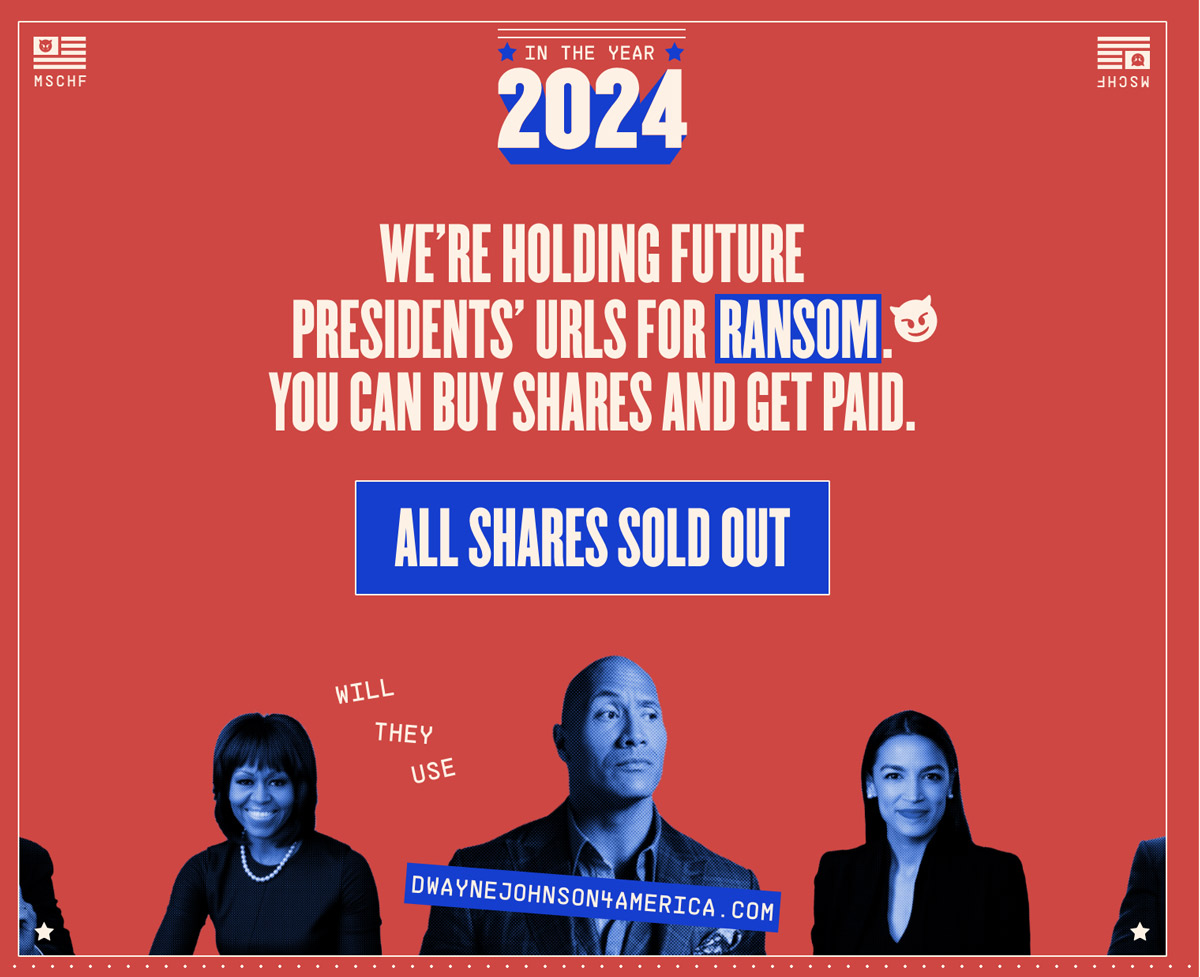 MSCHF
IN THE YEAR
2024
MSCHF
WE'RE HOLDING FUTURE
PRESIDENTS' URLS FOR RANSOM.
YOU CAN BUY SHARES AND GET PAID.
ALL SHARES SOLD OUT
WILL
THEY
USE
DWAYNEJOHNSON4AMERICA.COM